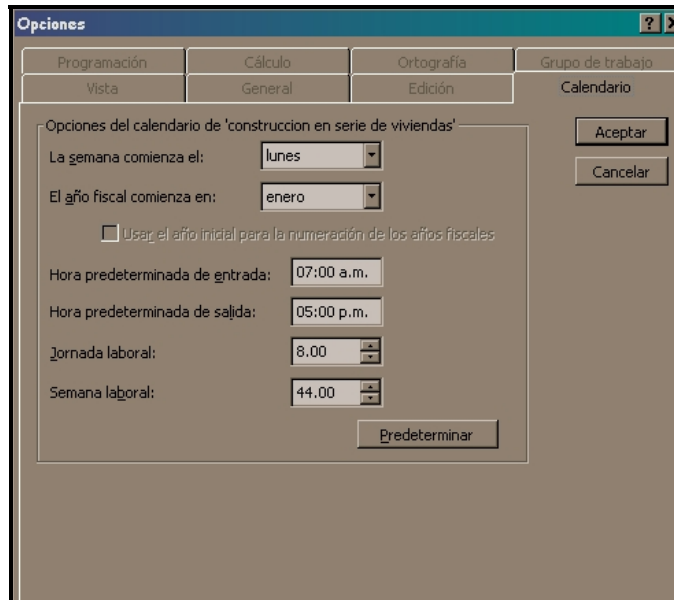 Opciones
Programación Cálculo Ortografía Grupo de trabajo
Vista General Edición Calendario
Opciones del calendario de 'construccion en serie de viviendas'
La semana comienza el: lunes
El año fiscal comienza en: enero
Usar el año inicial para la numeración de los años fiscales
Hora predeterminada de entrada: 07:00 a.m.
Hora predeterminada de salida: 05:00 p.m.
Jornada laboral: 8.00
Semana laboral: 44.00
Predeterminar
Aceptar
Cancelar